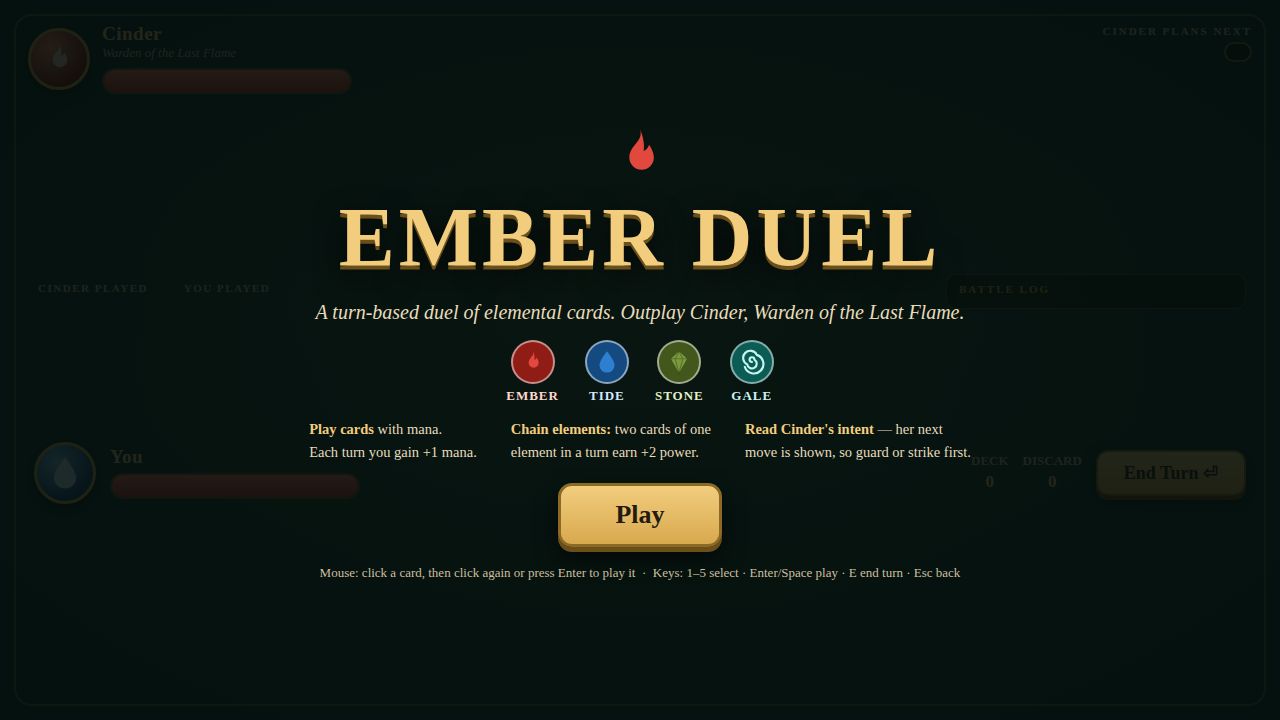 Cinder
Warden of the Last Flame
CINDER PLANS NEXT
EMBER DUEL
CINDER PLAYED
YOU PLAYED
BATTLE LOG
A turn-based duel of elemental cards. Outplay Cinder, Warden of the Last Flame.
EMBER
TIDE
STONE
GALE
Play cards with mana.
Each turn you gain +1 mana.
Chain elements: two cards of one
element in a turn earn +2 power.
Read Cinder's intent — her next
move is shown, so guard or strike first.
You
DECK
0
DISCARD
0
End Turn ⏎
Play
Mouse: click a card, then click again or press Enter to play it · Keys: 1–5 select · Enter/Space play · E end turn · Esc back